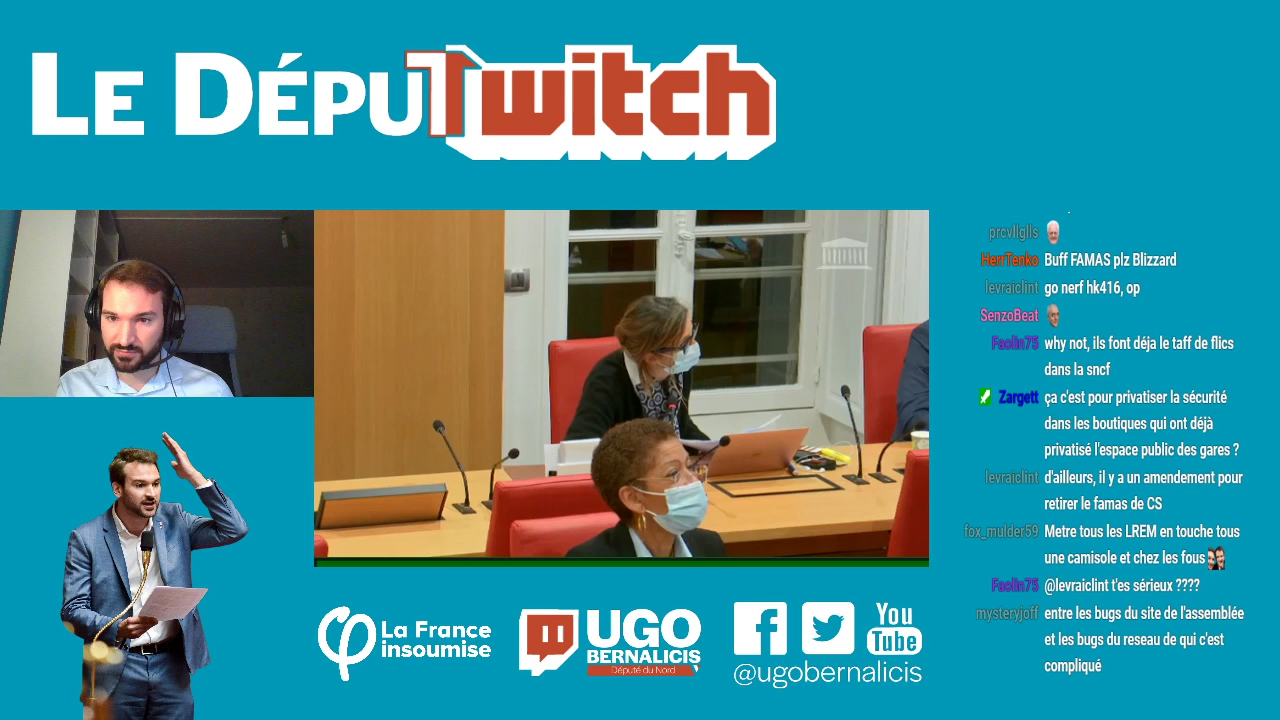 LE DÉPUTwitch
prcvllglls
HerrTenko Buff FAMAS plz Blizzard
levraiclint go nerf hk416, op
SenzoBeat
Faolin75 why not, ils font déja le taff de flics
dans la sncf
Zargett ça c'est pour privatiser la sécurité
dans les boutiques qui ont déjà
privatisé l'espace public des gares ?
levraiclint d'ailleurs, il y a un amendement pour
retirer le famas de CS
fox_mulder59 Metre tous les LREM en touche tous
une camisole et chez les fous
Faolin75 @levraiclint t'es sérieux ????
mysteryjoff entre les bugs du site de l'assemblée
et les bugs du reseau de qui c'est
compliqué
La France
insoumise
UGO
BERNALICIS
Député du Nord
You
Tube
@ugobernalicis